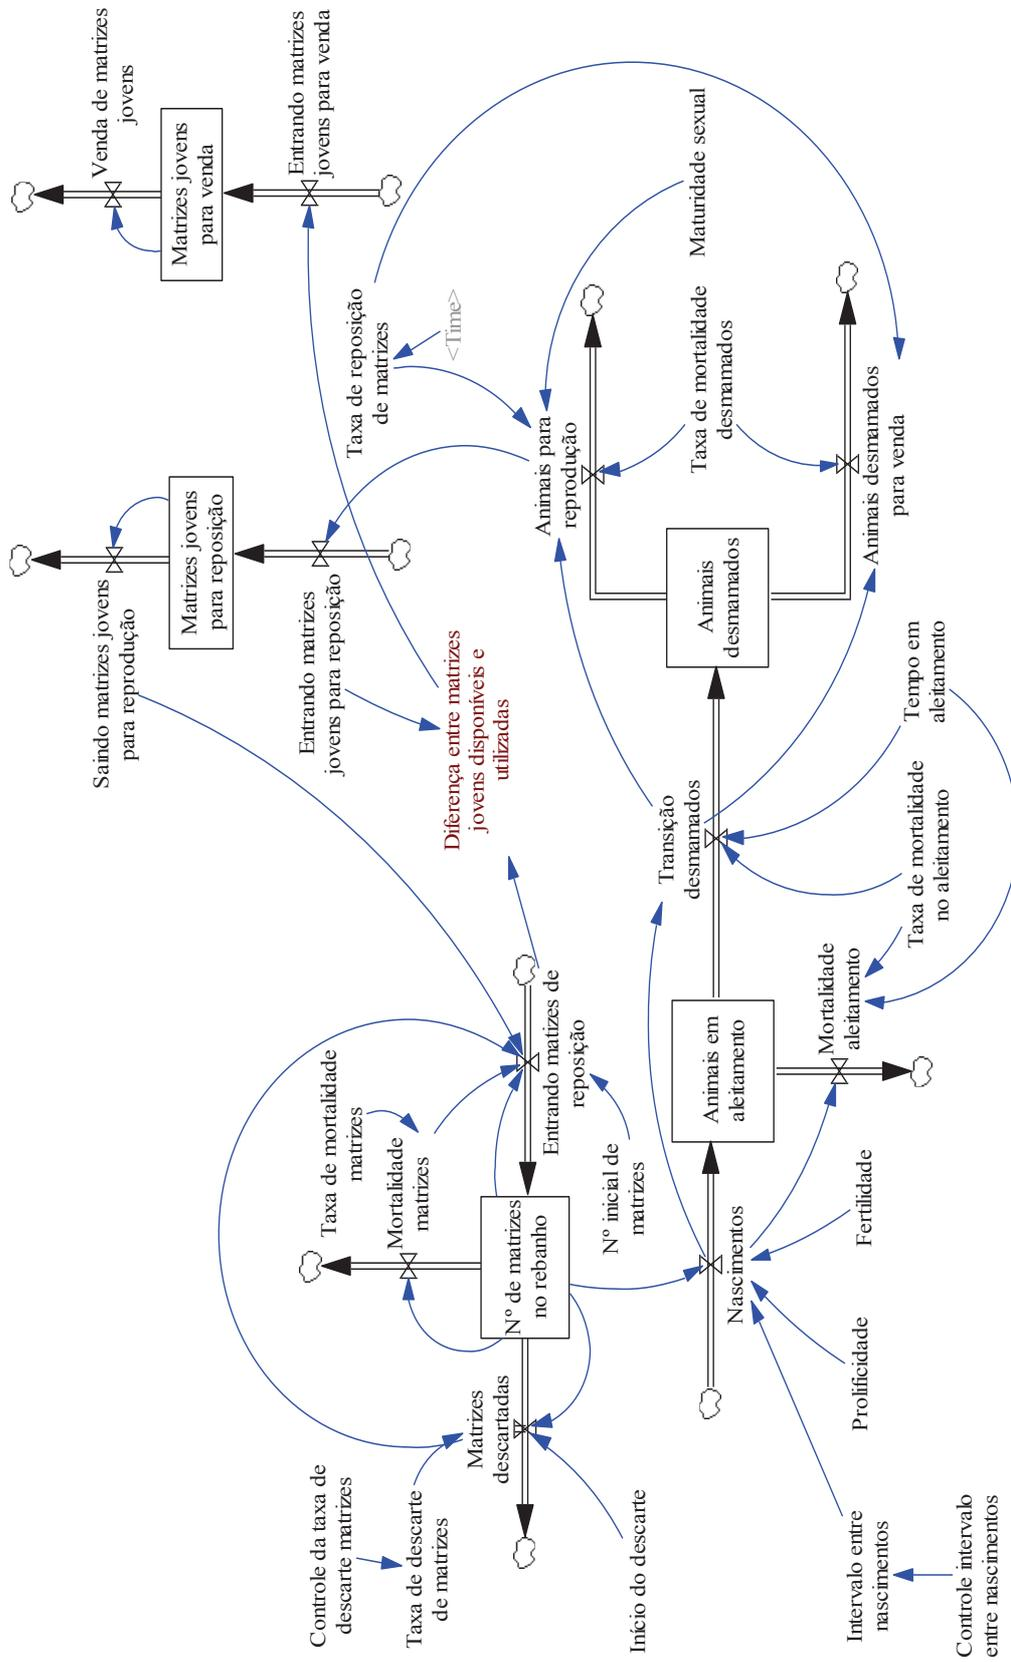 Controle da taxa de
descarte matrizes
Taxa de descarte
de matrizes
Matrizes
descartadas
Início do descarte
Taxa de mortalidade
matrizes
Mortalidade
matrizes
Nº de matrizes
no rebanho
Entrando matizes de
reposição
Nº inicial de
matrizes
Saindo matrizes jovens
para reprodução
Matrizes jovens
para reposição
Entrando matrizes
jovens para reposição
Diferença entre matrizes
jovens disponíveis e
utilizadas
Venda de matrizes
jovens
Matrizes jovens
para venda
Entrando matrizes
jovens para venda
Taxa de reposição
de matrizes
<Time>
Animais para
reprodução
Maturidade sexual
Taxa de mortalidade
desmamados
Animais
desmamados
Animais desmamados
para venda
Transição
desmamados
Tempo em
aleitamento
Taxa de mortalidade
no aleitamento
Mortalidade
aleitamento
Animais em
aleitamento
Nascimentos
Fertilidade
Prolificidade
Intervalo entre
nascimentos
Controle intervalo
entre nascimentos